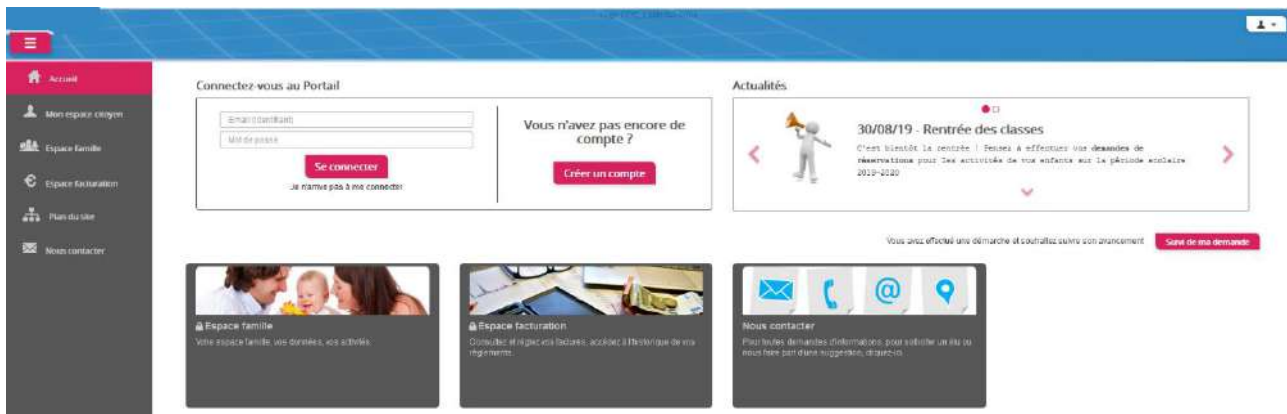 Accueil
Mon espace citoyen
Espace famille
Espace facturation
Plan du site
Nous contacter
Connectez-vous au Portail
Email (identifiant)
Mot de passe
Se connecter
Je n'arrive pas à me connecter
Vous n'avez pas encore de
compte ?
Créer un compte
Actualités
30/08/19 - Rentrée des classes
C'est bientôt la rentrée ! Pensez à effectuer vos demandes de
réservations pour les activités de vos enfants sur la période scolaire
2019-2020
Vous avez effectué une démarche et souhaitez suivre son avancement
Suivi de ma demande
Espace famille
Votre espace famille, vos données, vos activités.
Espace facturation
Consultez et réglez vos factures, accédez à l'historique de vos
règlements.
Nous contacter
Pour toutes demandes d'informations, pour solliciter un élu ou
nous faire part d'une suggestion, cliquez-ici.